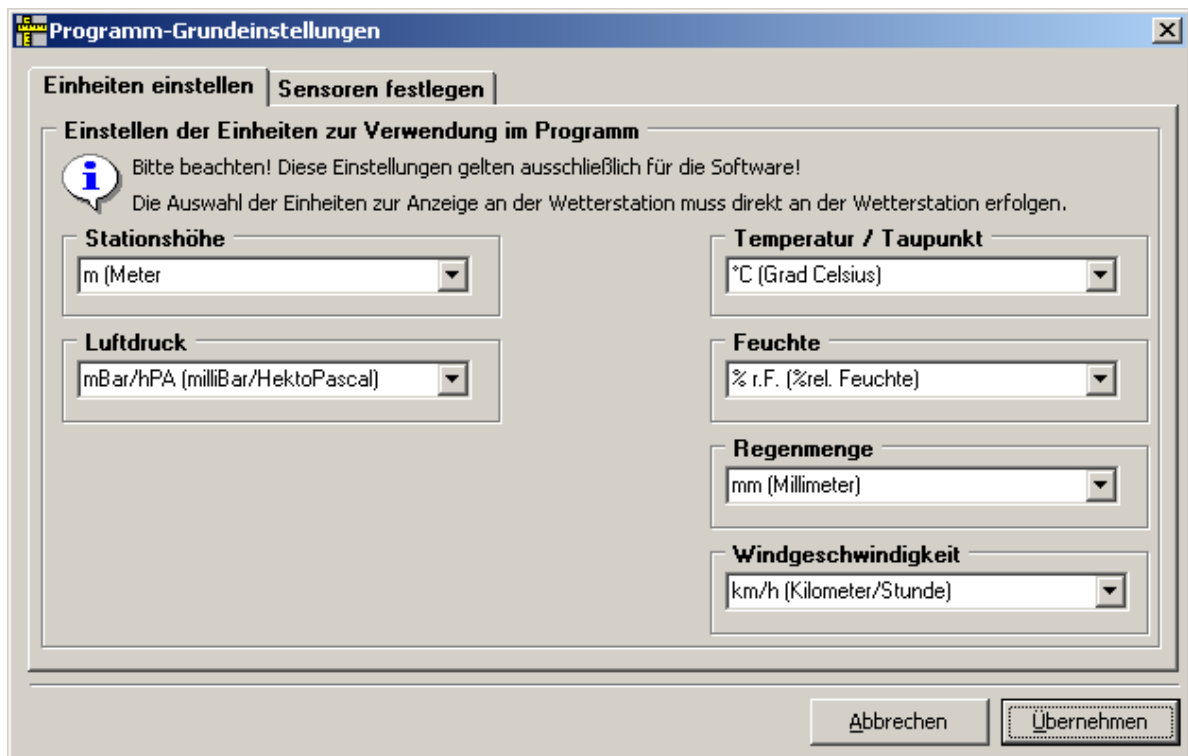 Programm-Grundeinstellungen
Einheiten einstellen
Sensoren festlegen
Einstellen der Einheiten zur Verwendung im Programm
Bitte beachten! Diese Einstellungen gelten ausschließlich für die Software!
Die Auswahl der Einheiten zur Anzeige an der Wetterstation muss direkt an der Wetterstation erfolgen.
Stationshöhe
m (Meter
Luftdruck
mBar/hPA (milliBar/HektoPascal)
Temperatur / Taupunkt
°C (Grad Celsius)
Feuchte
% r.F. (%rel. Feuchte)
Regenmenge
mm (Millimeter)
Windgeschwindigkeit
km/h (Kilometer/Stunde)
Abbrechen
Übernehmen